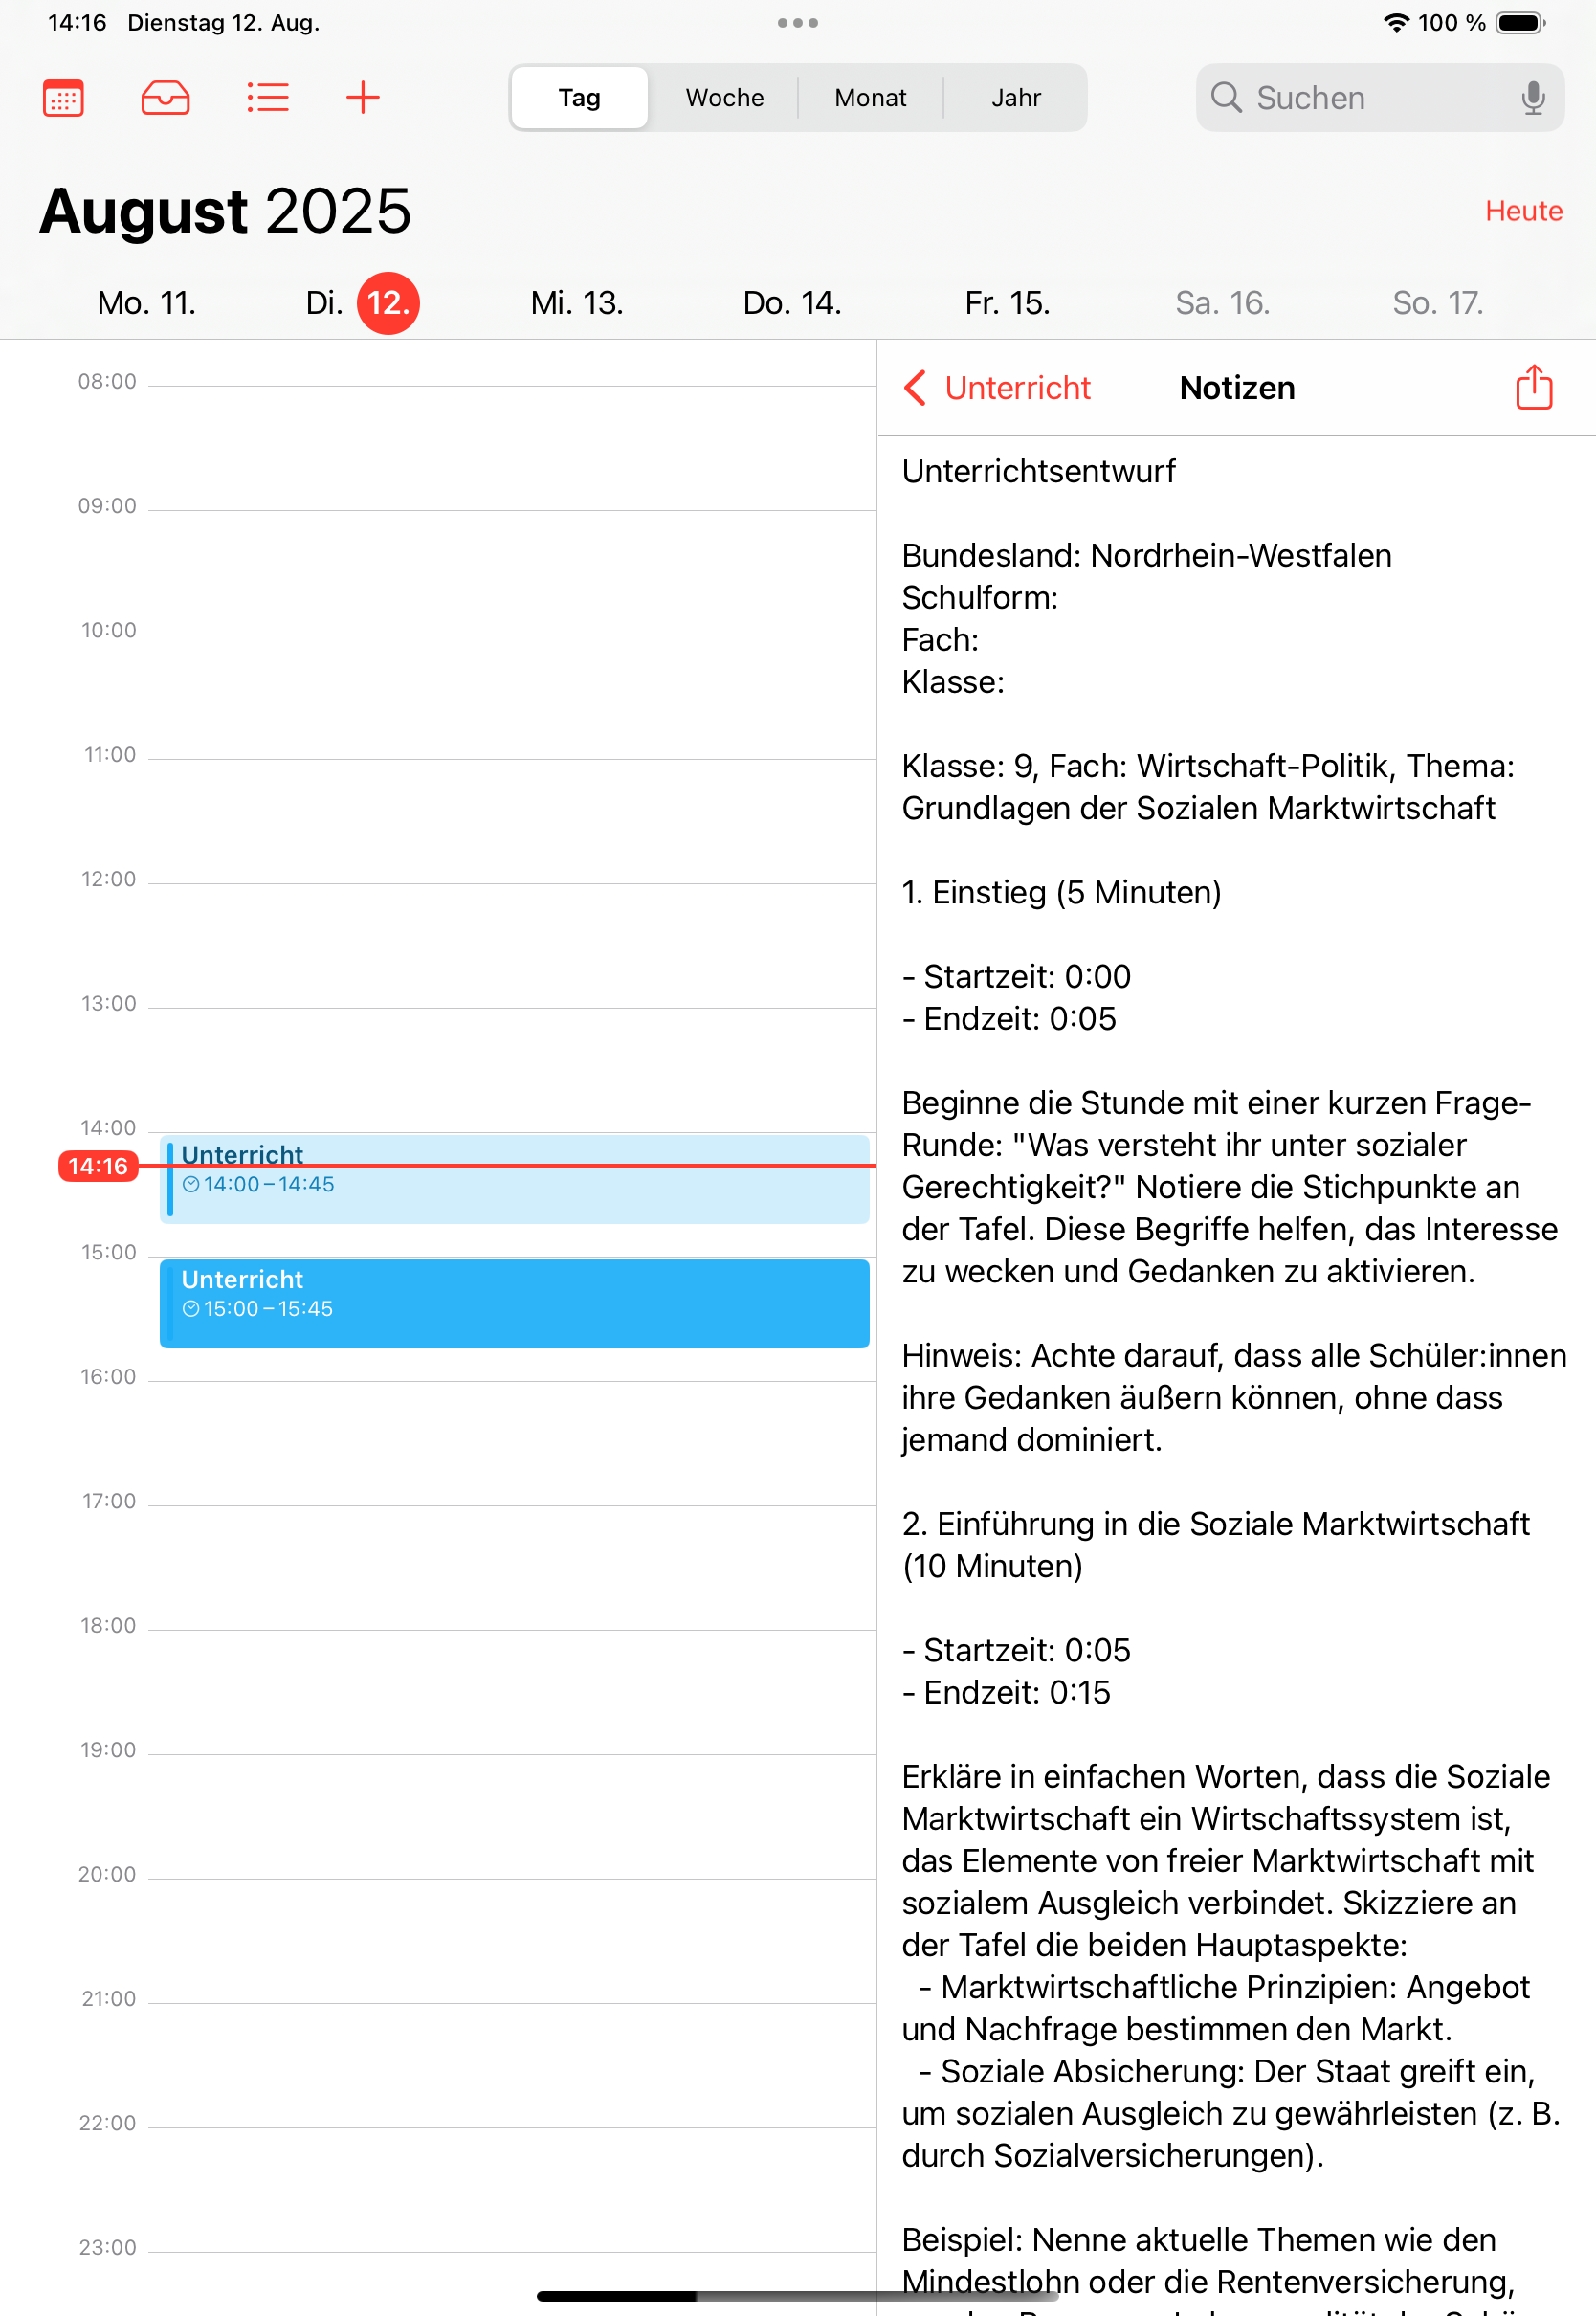 14:16 Dienstag 12. Aug.
100 %
Tag Woche Monat Jahr
Suchen
August 2025
Heute
Mo. 11. Di. 12. Mi. 13. Do. 14. Fr. 15. Sa. 16. So. 17.
08:00
09:00
10:00
11:00
12:00
13:00
14:00
14:16
Unterricht
14:00 – 14:45
15:00
Unterricht
15:00 – 15:45
16:00
17:00
18:00
19:00
20:00
21:00
22:00
23:00
Unterricht
Notizen
Unterrichtsentwurf
Bundesland: Nordrhein-Westfalen
Schulform:
Fach:
Klasse:
Klasse: 9, Fach: Wirtschaft-Politik, Thema:
Grundlagen der Sozialen Marktwirtschaft
1. Einstieg (5 Minuten)
- Startzeit: 0:00
- Endzeit: 0:05
Beginne die Stunde mit einer kurzen Frage-
Runde: "Was versteht ihr unter sozialer
Gerechtigkeit?" Notiere die Stichpunkte an
der Tafel. Diese Begriffe helfen, das Interesse
zu wecken und Gedanken zu aktivieren.
Hinweis: Achte darauf, dass alle Schüler:innen
ihre Gedanken äußern können, ohne dass
jemand dominiert.
2. Einführung in die Soziale Marktwirtschaft
(10 Minuten)
- Startzeit: 0:05
- Endzeit: 0:15
Erkläre in einfachen Worten, dass die Soziale
Marktwirtschaft ein Wirtschaftssystem ist,
das Elemente von freier Marktwirtschaft mit
sozialem Ausgleich verbindet. Skizziere an
der Tafel die beiden Hauptaspekte:
- Marktwirtschaftliche Prinzipien: Angebot
und Nachfrage bestimmen den Markt.
- Soziale Absicherung: Der Staat greift ein,
um sozialen Ausgleich zu gewährleisten (z. B.
durch Sozialversicherungen).
Beispiel: Nenne aktuelle Themen wie den
Mindestlohn oder die Rentenversicherung,